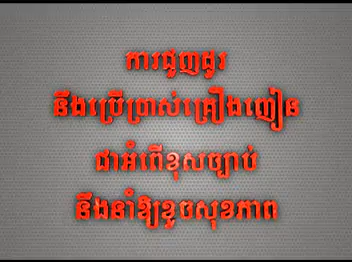 ការជួញដូរ
នឹងប្រើប្រាស់គ្រឿងញៀន
ជាអំពើខុសច្បាប់
នឹងនាំឱ្យខូចសុខភាព